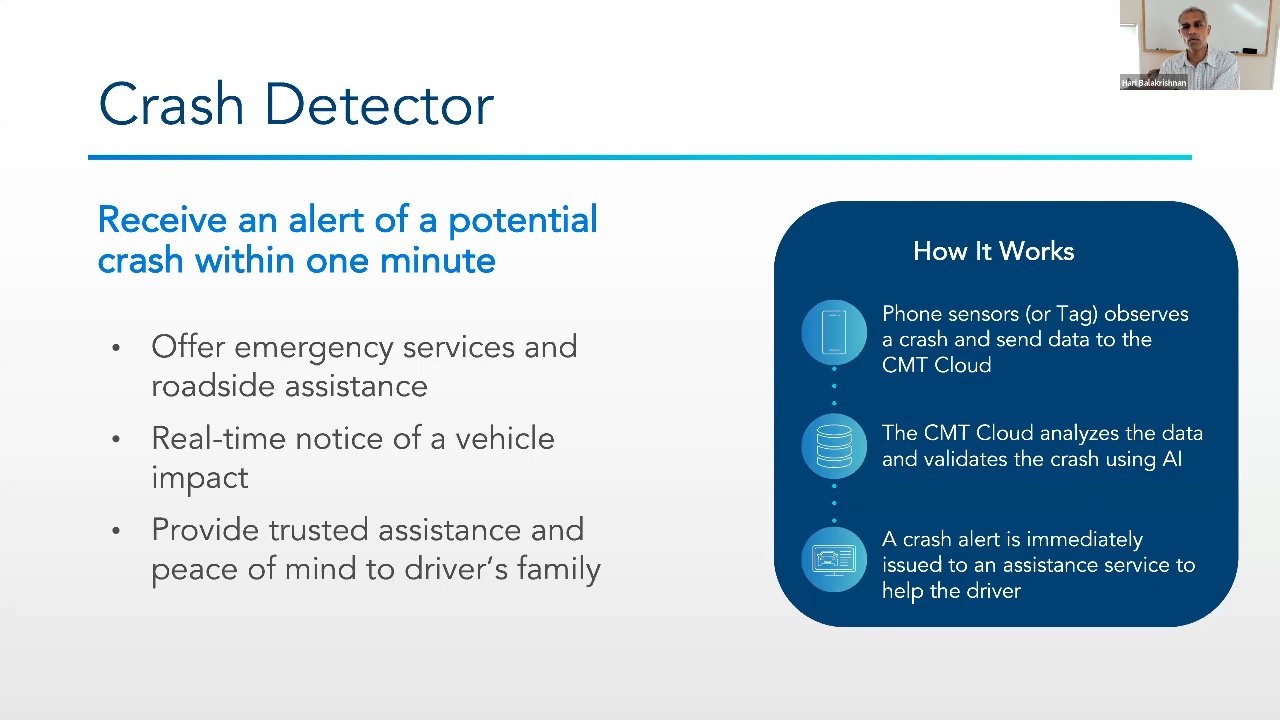 Hari Balakrishnan
Crash Detector
Receive an alert of a potential
crash within one minute
• Offer emergency services and
roadside assistance
• Real-time notice of a vehicle
impact
• Provide trusted assistance and
peace of mind to driver’s family
How It Works
Phone sensors (or Tag) observes
a crash and send data to the
CMT Cloud
The CMT Cloud analyzes the data
and validates the crash using AI
A crash alert is immediately
issued to an assistance service to
help the driver